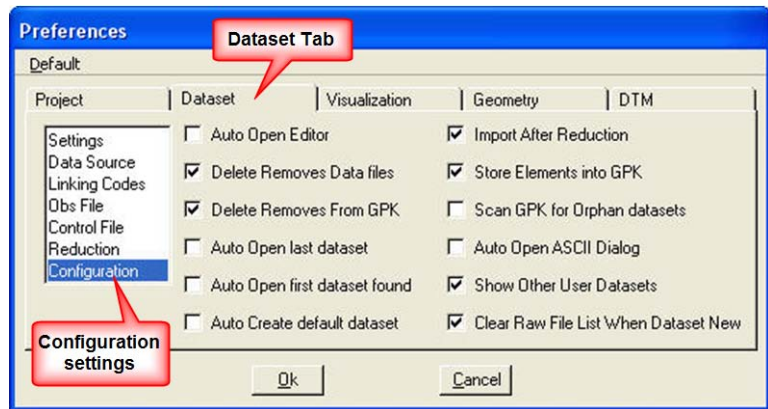 Preferences
Dataset Tab
Default
Project
Dataset
Visualization
Geometry
DTM
Settings
Data Source
Linking Codes
Obs File
Control File
Reduction
Configuration
Auto Open Editor
Delete Removes Data files
Delete Removes From GPK
Auto Open last dataset
Auto Open first dataset found
Auto Create default dataset
Import After Reduction
Store Elements into GPK
Scan GPK for Orphan datasets
Auto Open ASCII Dialog
Show Other User Datasets
Clear Raw File List When Dataset New
Configuration
settings
Ok
Cancel